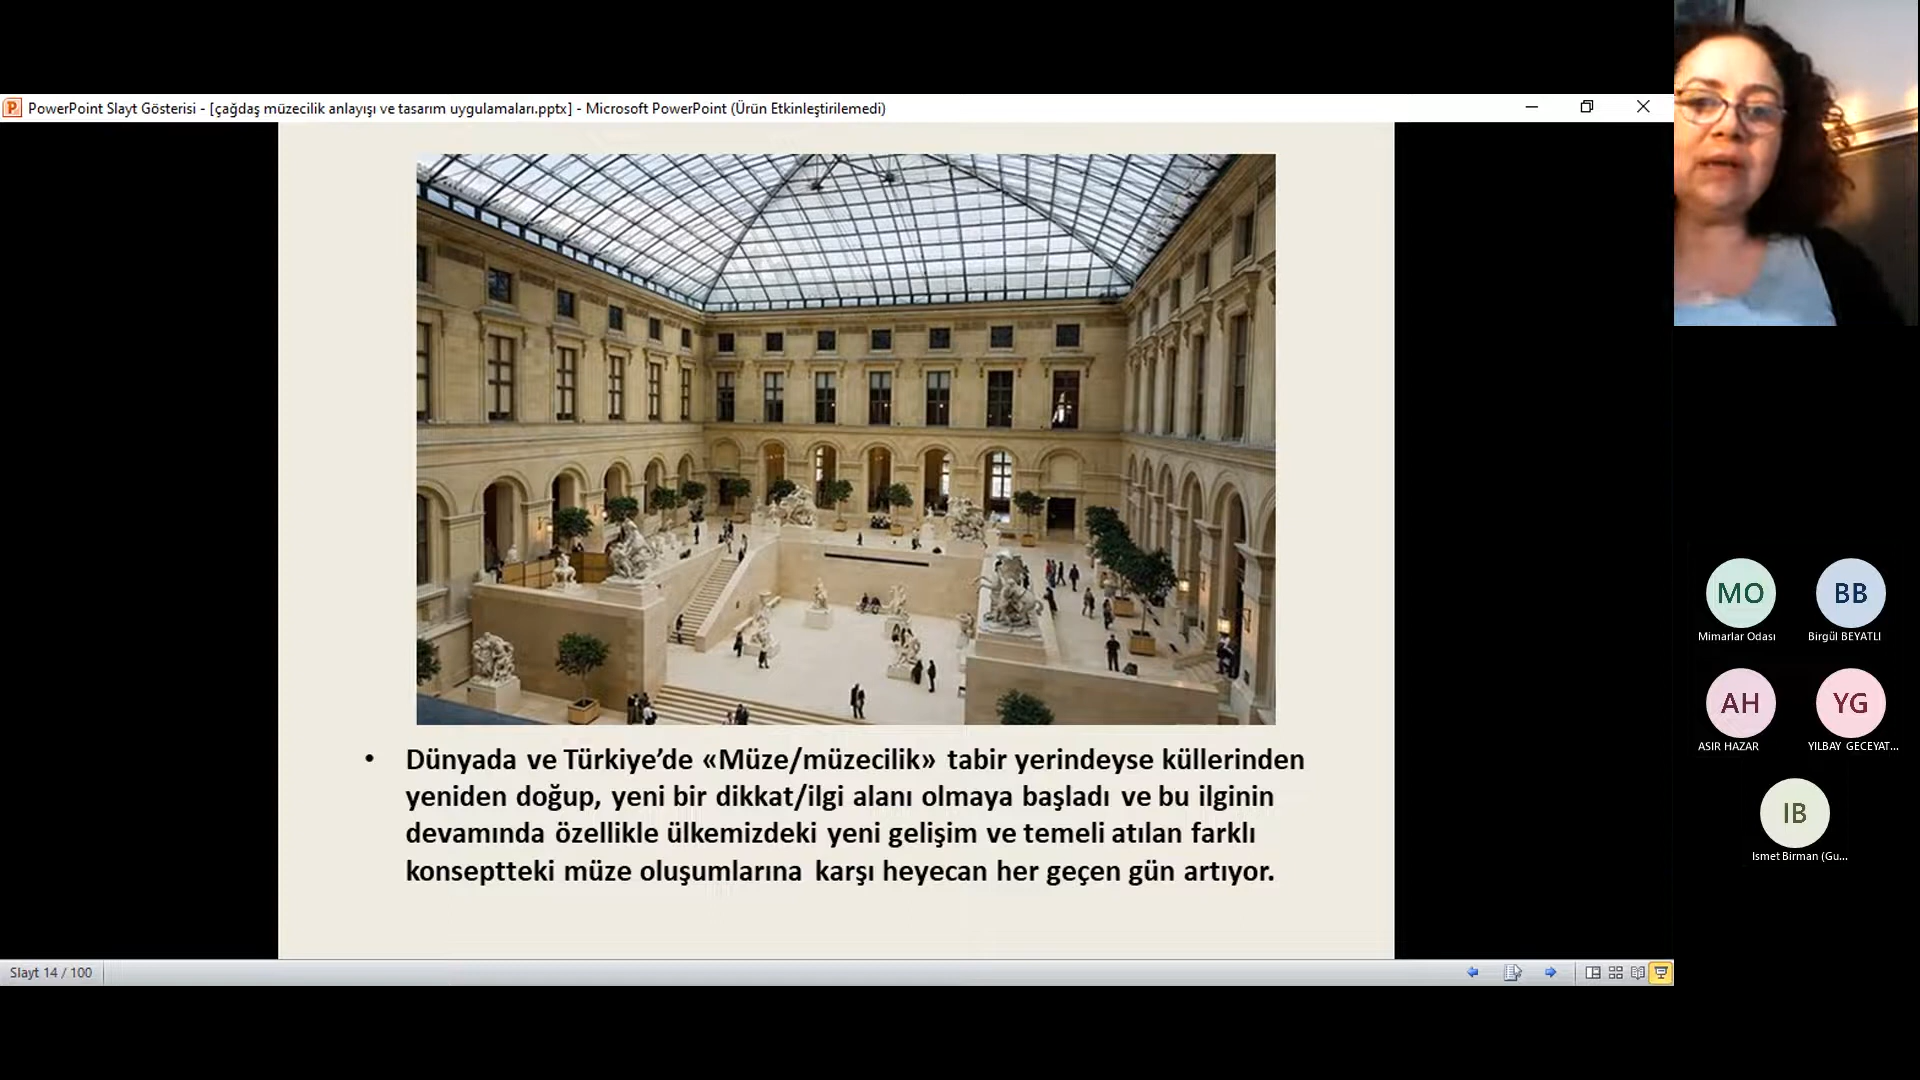 PowerPoint Slayt Gösterisi - [çağdaş müzecilik anlayışı ve tasarım uygulamaları.pptx] - Microsoft PowerPoint (Ürün Etkinleştirilemedi)
• Dünyada ve Türkiye’de «Müze/müzecilik» tabir yerindeyse küllerinden
yeniden doğup, yeni bir dikkat/ilgi alanı olmaya başladı ve bu ilginin
devamında özellikle ülkemizdeki yeni gelişim ve temeli atılan farklı
konseptteki müze oluşumlarına karşı heyecan her geçen gün artıyor.
Slayt 14 / 100
MO
Mimarlar Odası
BB
Birgül BEYATLI
AH
ASIR HAZAR
YG
YILBAY GECEYAT...
IB
Ismet Birman (Gu...